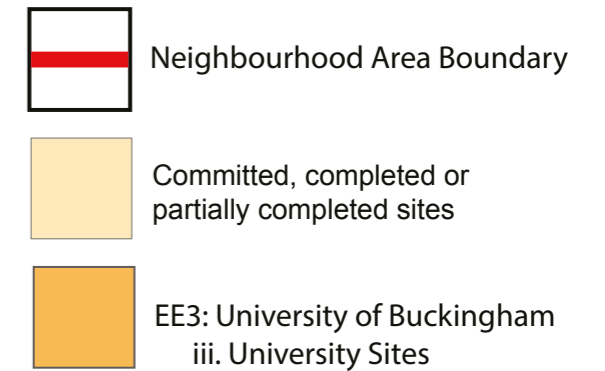 Neighbourhood Area Boundary
Committed, completed or
partially completed sites
EE3: University of Buckingham
iii. University Sites